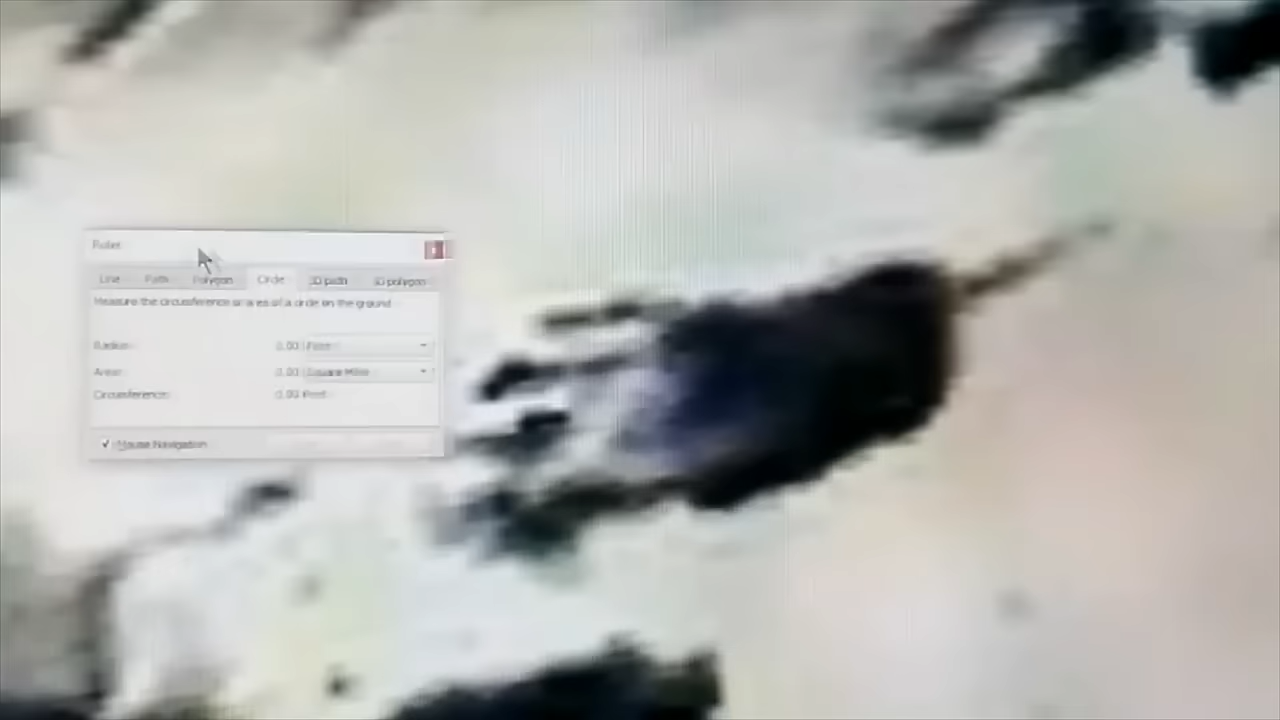 Ruler
Line Path Polygon Circle 3D path 3D polygon
Measure the circumference or area of a circle on the ground
Radius: 0.00 Feet
Area: 0.00 Square Miles
Circumference: 0.00 Feet
Mouse Navigation